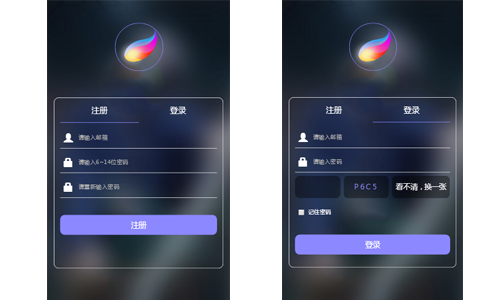 注册 登录
请输入邮箱
请输入6~14位密码
请重新输入密码
注册
注册 登录
请输入邮箱
请输入密码
P6C5 看不清，换一张
记住密码
登录